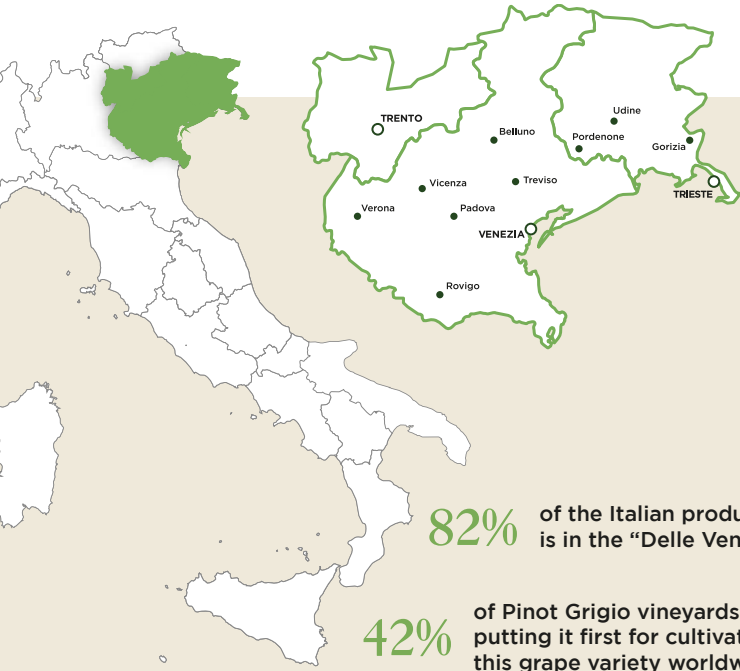 TRENTO
Udine
Belluno
Pordenone
Gorizia
Vicenza
Treviso
TRIESTE
Verona
Padova
VENEZIA
Rovigo
82%
of the Italian produ
is in the “Delle Ven
42%
of Pinot Grigio vineyards
putting it first for cultivat
this grape variety worldw